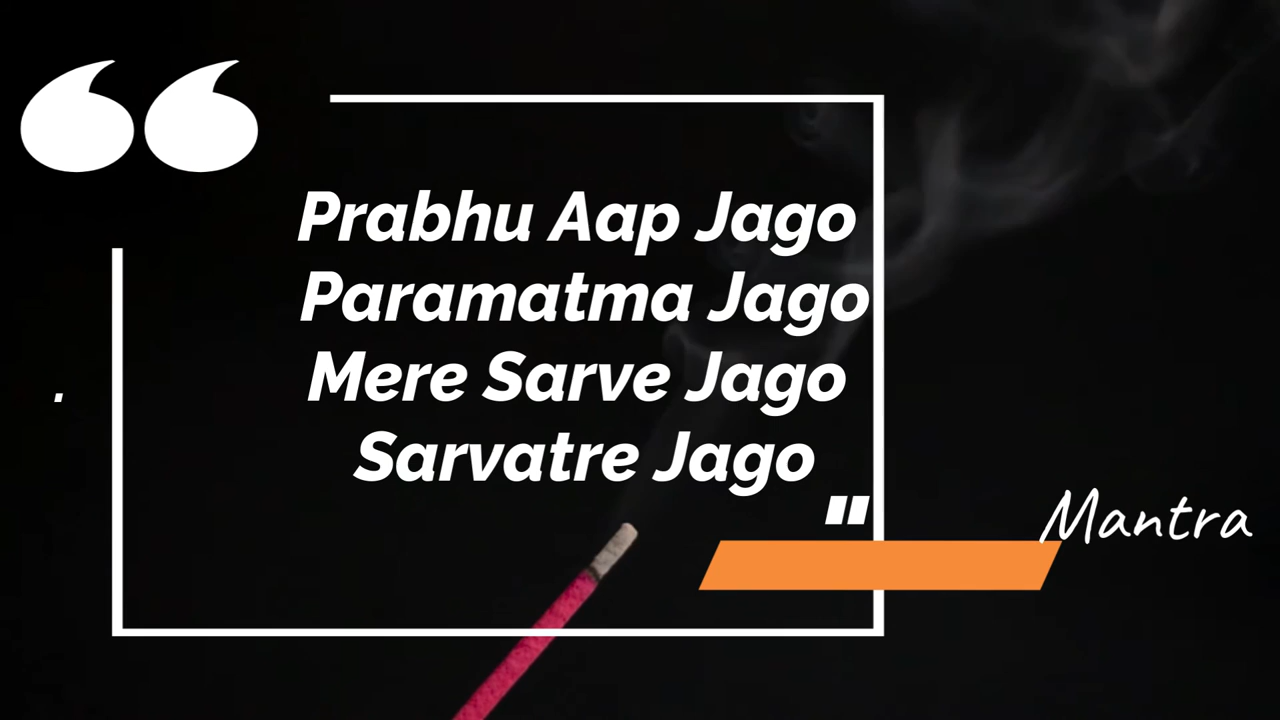 “
Prabhu Aap Jago
Paramatma Jago
Mere Sarve Jago
.
Sarvatre Jago
"
Mantra